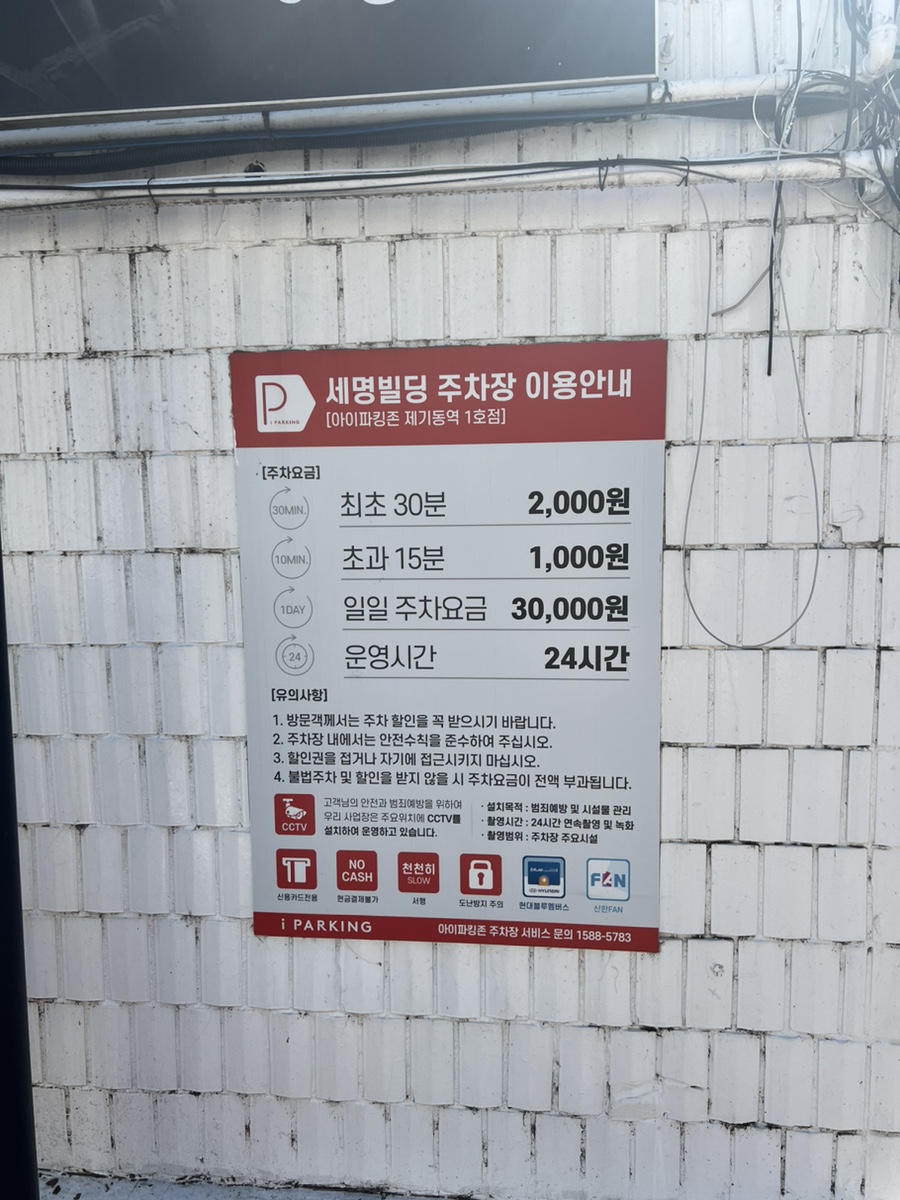 P
i PARKING
세명빌딩 주차장 이용안내
[아이파킹존 제기동역 1호점]
[주차요금]
30MIN. 최초 30분 2,000원
10MIN. 초과 15분 1,000원
1DAY 일일 주차요금 30,000원
24 운영시간 24시간
[유의사항]
1. 방문객께서는 주차 할인을 꼭 받으시기 바랍니다.
2. 주차장 내에서는 안전수칙을 준수하여 주십시오.
3. 할인권을 접거나 자기에 접근시키지 마십시오.
4. 불법주차 및 할인을 받지 않을 시 주차요금이 전액 부과됩니다.
CCTV
고객님의 안전과 범죄예방을 위하여
우리 사업장은 주요위치에 CCTV를
설치하여 운영하고 있습니다.
· 설치목적 : 범죄예방 및 시설물 관리
· 촬영시간 : 24시간 연속촬영 및 녹화
· 촬영범위 : 주차장 주요시설
NO CASH
천천히 SLOW
HYUNDAI
FAN
신용카드전용 현금결제불가 서행 도난방지 주의 현대블루멤버스 신한FAN
i PARKING 아이파킹존 주차장 서비스 문의 1588-5783